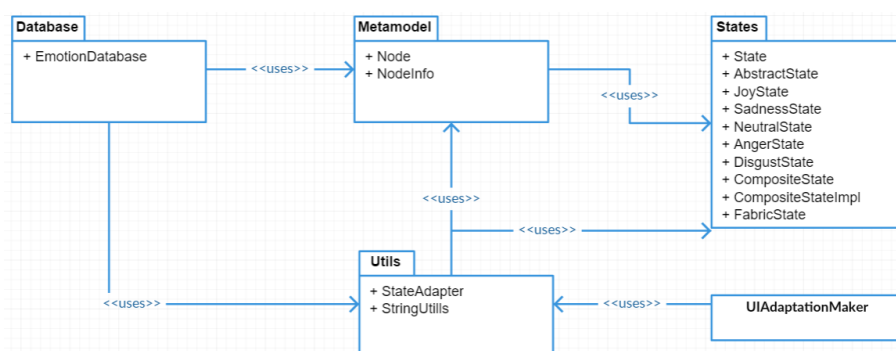 Database
+ EmotionDatabase
<<uses>>
Metamodel
+ Node
+ NodeInfo
<<uses>>
States
+ State
+ AbstractState
+ JoyState
+ SadnessState
+ NeutralState
+ AngerState
+ DisgustState
+ CompositeState
+ CompositeStateImpl
+ FabricState
<<uses>>
<<uses>>
Utils
+ StateAdapter
+ StringUtills
<<uses>>
<<uses>>
UIAdaptationMaker